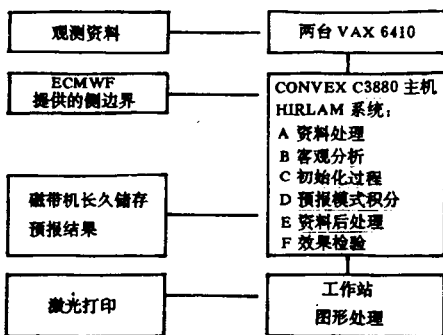 观测资料
两台 VAX 6410
ECMWF
提供的侧边界
CONVEX C3880 主机
HIRLAM 系统：
A 资料处理
B 客观分析
C 初始化过程
D 预报模式积分
E 资料后处理
F 效果检验
磁带机长久储存
预报结果
激光打印
工作站
图形处理